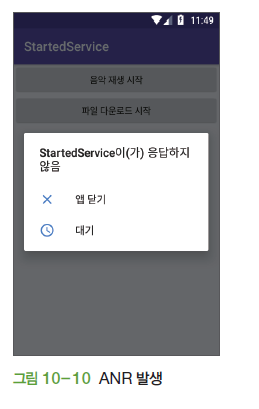 11:49
StartedService
음악 재생 시작
파일 다운로드 시작
StartedService이(가) 응답하지
않음
앱 닫기
대기
그림 10-10 ANR 발생